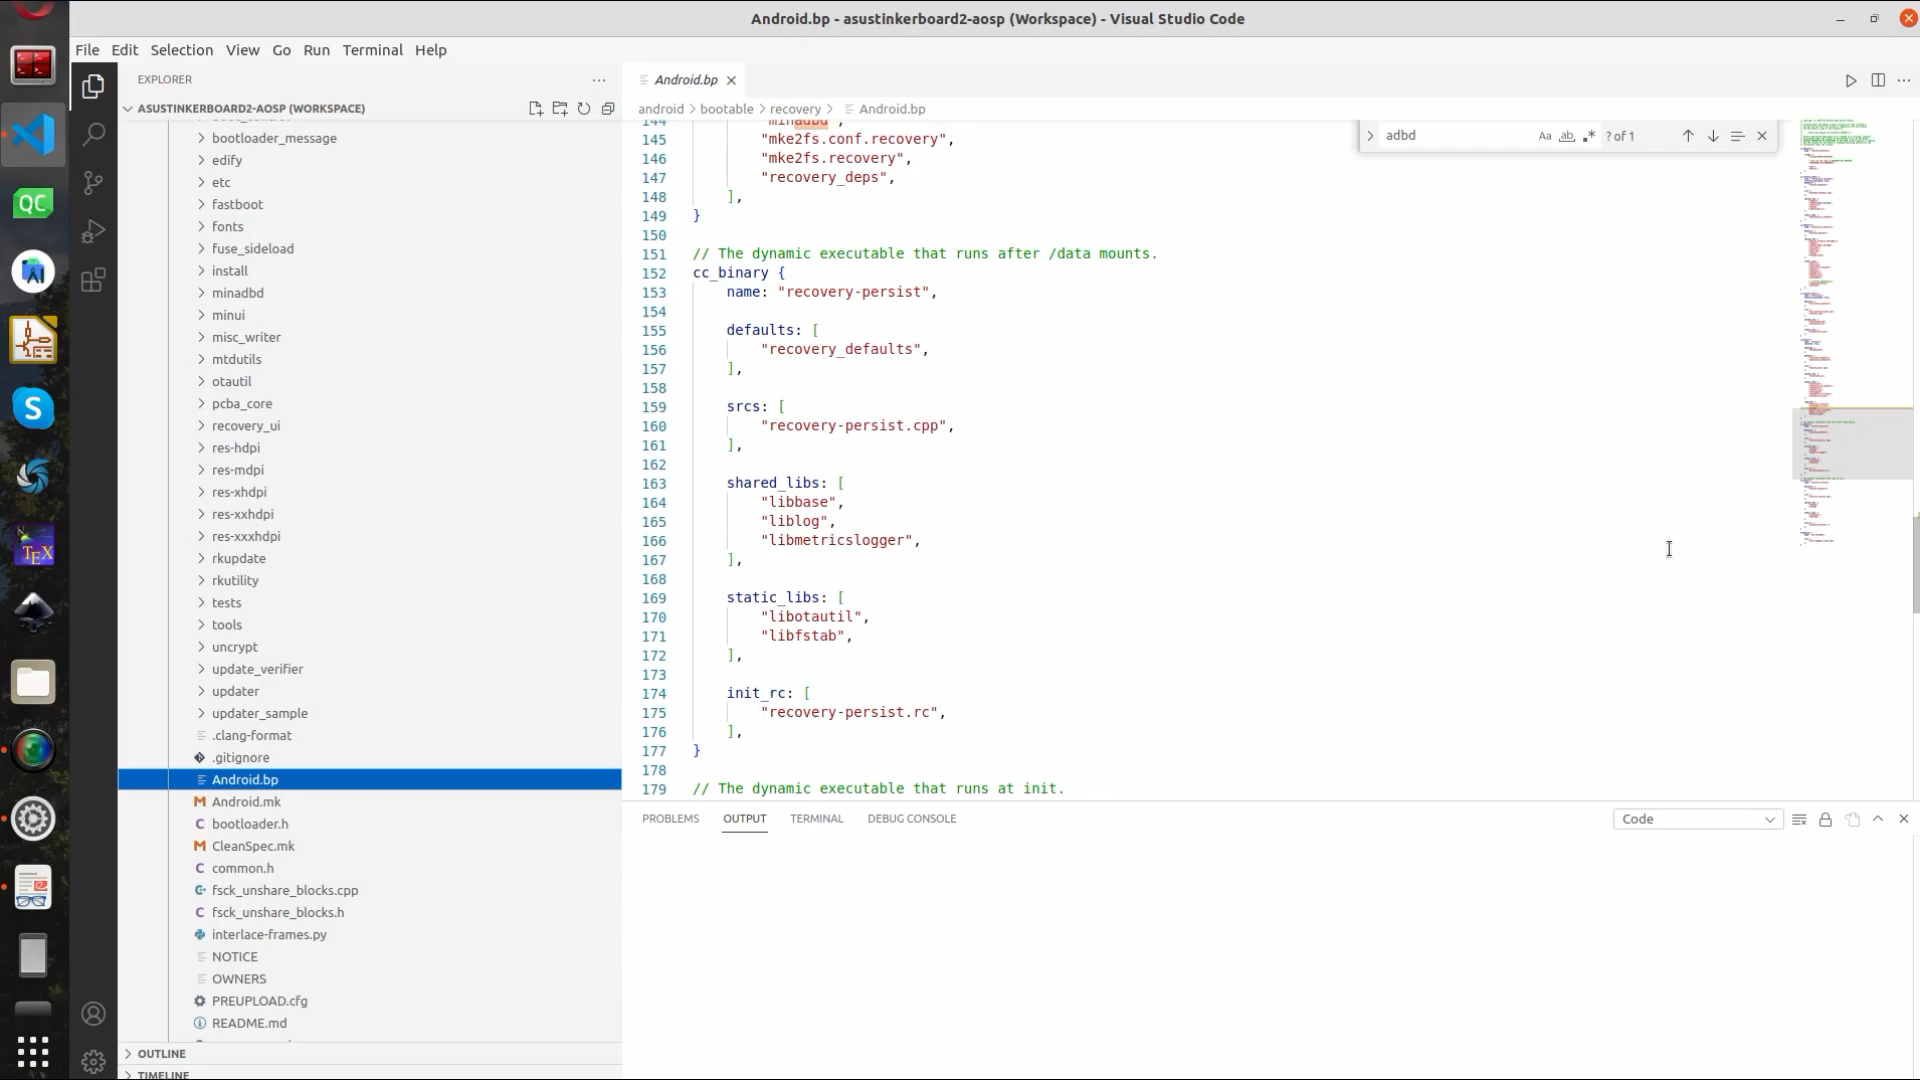 Android.bp - asustinkerboard2-aosp (Workspace) - Visual Studio Code
File Edit Selection View Go Run Terminal Help
EXPLORER
Android.bp
ASUSTINKERBOARD2-AOSP (WORKSPACE)
android > bootable > recovery > Android.bp
adbd
Aa ab ? of 1
bootloader_message
edify
etc
fastboot
fonts
fuse_sideload
install
minadbd
minui
misc_writer
mtdutils
otautil
pcba_core
recovery_ui
res-hdpi
res-mdpi
res-xhdpi
res-xxhdpi
res-xxxhdpi
rkupdate
rkutility
tests
tools
uncrypt
update_verifier
updater
updater_sample
.clang-format
.gitignore
Android.bp
M Android.mk
C bootloader.h
M CleanSpec.mk
C common.h
fsck_unshare_blocks.cpp
C fsck_unshare_blocks.h
interlace-frames.py
NOTICE
OWNERS
PREUPLOAD.cfg
README.md
OUTLINE
TIMELINE
144 "minadbd",
145 "mke2fs.conf.recovery",
146 "mke2fs.recovery",
147 "recovery_deps",
148 ],
149 }
150
151 // The dynamic executable that runs after /data mounts.
152 cc_binary {
153 name: "recovery-persist",
154
155 defaults: [
156 "recovery_defaults",
157 ],
158
159 srcs: [
160 "recovery-persist.cpp",
161 ],
162
163 shared_libs: [
164 "libbase",
165 "liblog",
166 "libmetricslogger",
167 ],
168
169 static_libs: [
170 "libotautil",
171 "libfstab",
172 ],
173
174 init_rc: [
175 "recovery-persist.rc",
176 ],
177 }
178
179 // The dynamic executable that runs at init.
PROBLEMS OUTPUT TERMINAL DEBUG CONSOLE
Code
QC
S
TEX